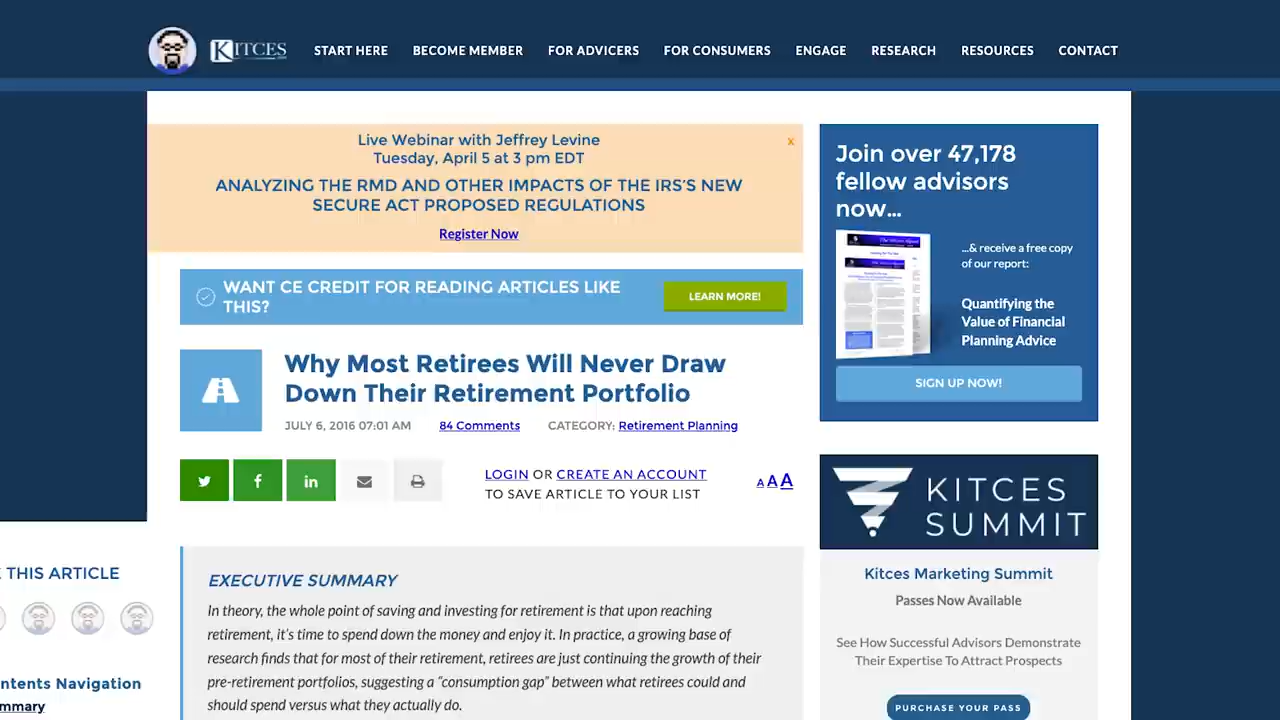 KITCES
START HERE
BECOME MEMBER
FOR ADVICERS
FOR CONSUMERS
ENGAGE
RESEARCH
RESOURCES
CONTACT
Live Webinar with Jeffrey Levine
Tuesday, April 5 at 3 pm EDT
x
ANALYZING THE RMD AND OTHER IMPACTS OF THE IRS'S NEW
SECURE ACT PROPOSED REGULATIONS
Register Now
WANT CE CREDIT FOR READING ARTICLES LIKE
THIS?
LEARN MORE!
Why Most Retirees Will Never Draw
Down Their Retirement Portfolio
JULY 6, 2016 07:01 AM
84 Comments
CATEGORY: Retirement Planning
LOGIN OR CREATE AN ACCOUNT
TO SAVE ARTICLE TO YOUR LIST
A A A
THIS ARTICLE
ntents Navigation
mmary
EXECUTIVE SUMMARY
In theory, the whole point of saving and investing for retirement is that upon reaching
retirement, it's time to spend down the money and enjoy it. In practice, a growing base of
research finds that for most of their retirement, retirees are just continuing the growth of their
pre-retirement portfolios, suggesting a "consumption gap" between what retirees could and
should spend versus what they actually do.
Join over 47,178
fellow advisors
now...
...& receive a free copy
of our report:
Quantifying the
Value of Financial
Planning Advice
SIGN UP NOW!
KITCES
SUMMIT
Kitces Marketing Summit
Passes Now Available
See How Successful Advisors Demonstrate
Their Expertise To Attract Prospects
PURCHASE YOUR PASS